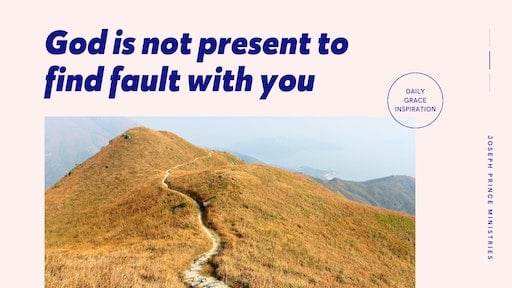 God is not present to
find fault with you
DAILY
GRACE
INSPIRATION
JOSEPH PRINCE MINISTRIES